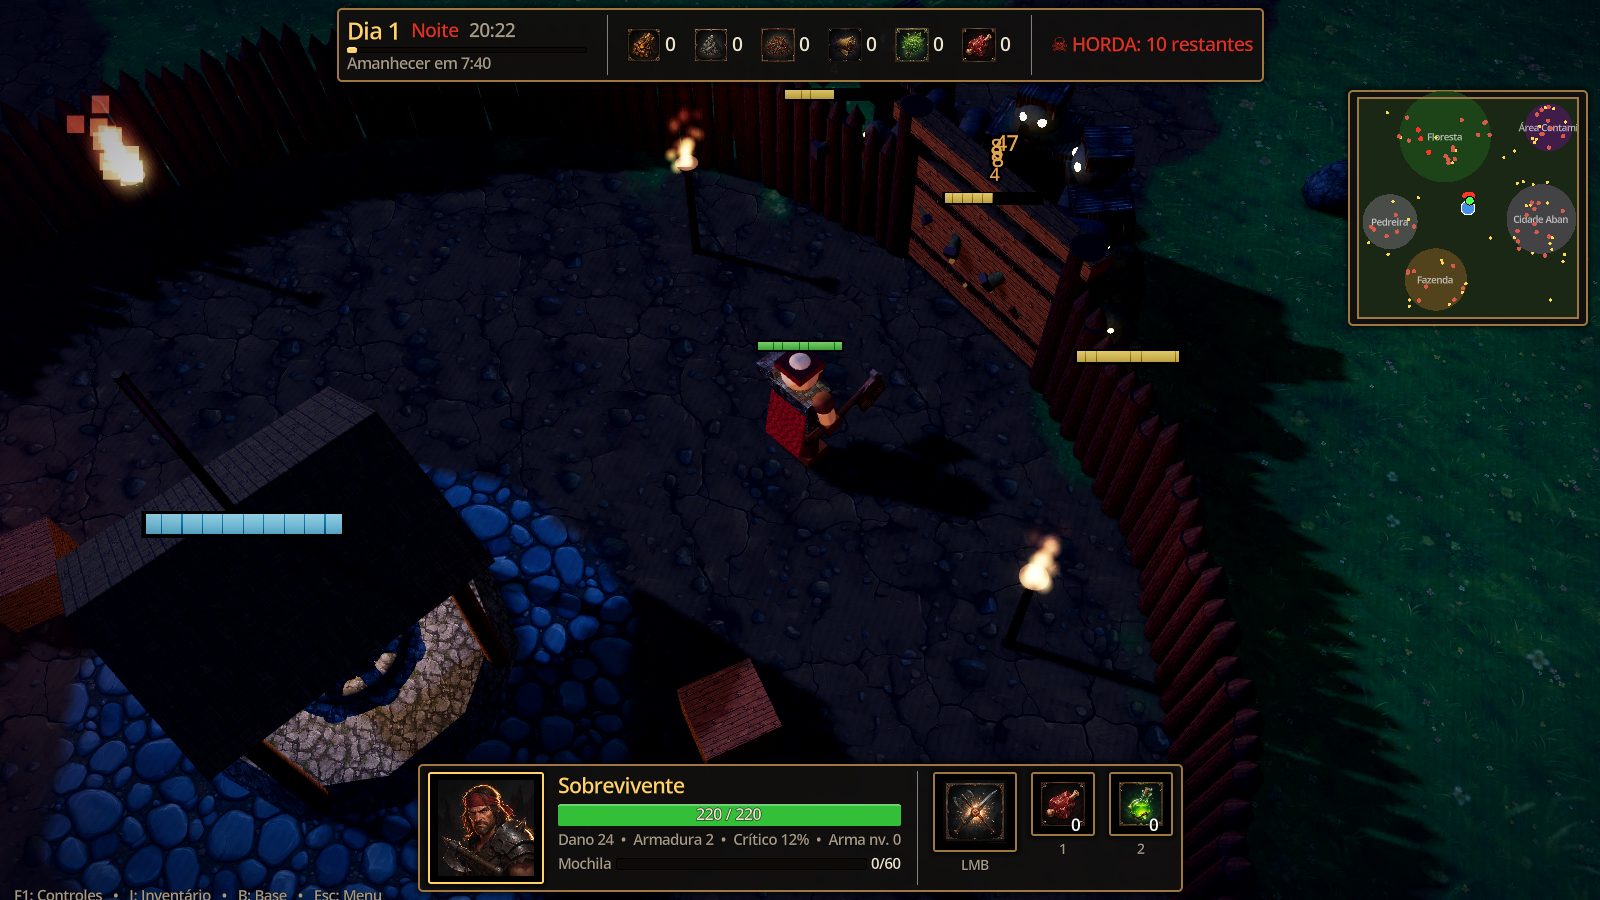 Dia 1 Noite 20:22
Amanhecer em 7:40
0 0 0 0 0 0
HORDA: 10 restantes
Floresta
Área Contami
Pedreira
Cidade Aban
Fazenda
47
4
Sobrevivente
220 / 220
Dano 24 • Armadura 2 • Crítico 12% • Arma nv. 0
Mochila 0/60
LMB
0
1
0
2
F1: Controles • I: Inventário • B: Base • Esc: Menu